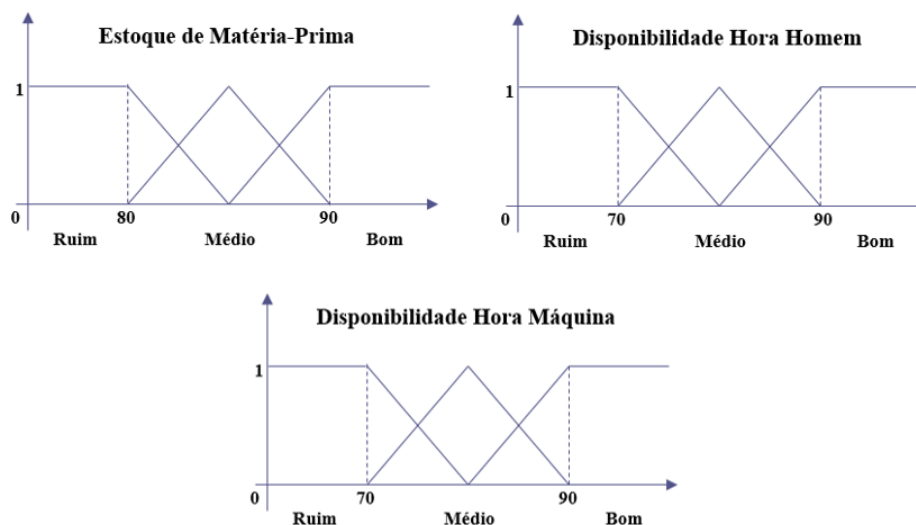 Estoque de Matéria-Prima
1
0
80
90
Ruim
Médio
Bom
Disponibilidade Hora Homem
1
0
70
90
Ruim
Médio
Bom
Disponibilidade Hora Máquina
1
0
70
90
Ruim
Médio
Bom